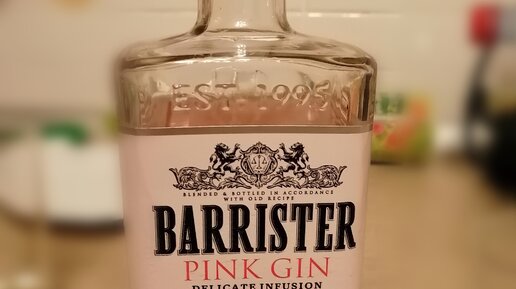 EST. 1995
BLENDED & BOTTLED IN ACCORDANCE
WITH OLD RECIPE
BARRISTER
PINK GIN
DELICATE INFUSION